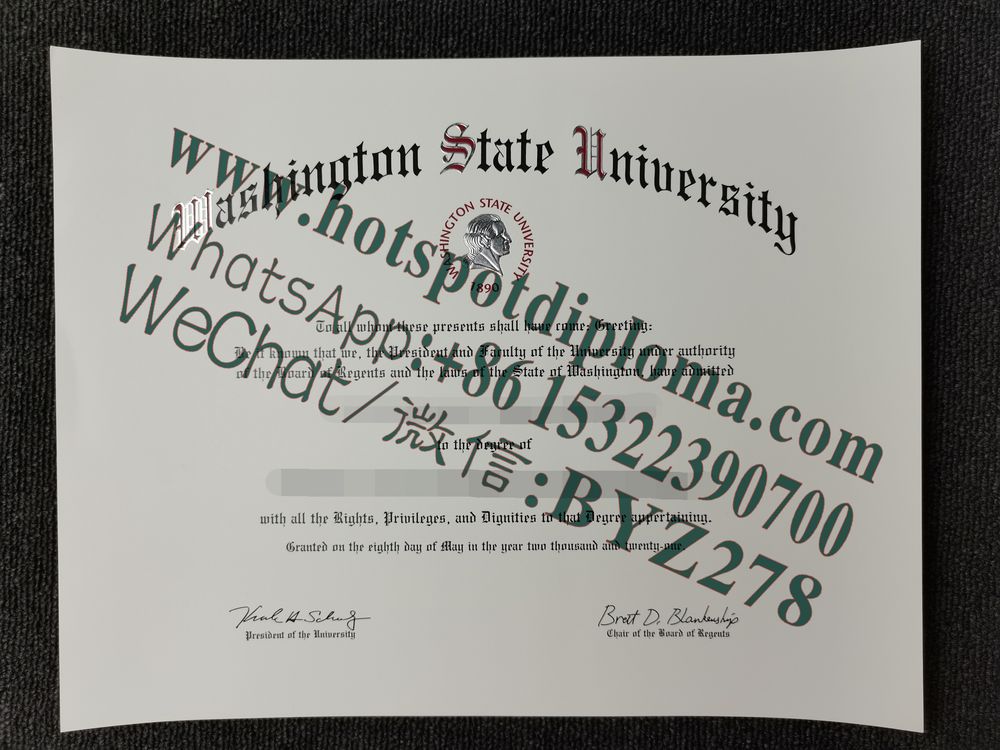 Washington State University
WASHINGTON STATE UNIVERSITY
1890
To all whom these presents shall have come: Greeting:
Be it known that we, the President and Faculty of the University under authority
of the Board of Regents and the laws of the State of Washington, have admitted
to the degree of
with all the Rights, Privileges, and Dignities to that Degree appertaining.
Granted on the eighth day of May in the year two thousand and twenty-one.
Brett D. Blankenship
President of the University
Chair of the Board of Regents
www.hotspotdiploma.com
WhatsApp:+86 15322390700
WeChat/微信:BYZ278